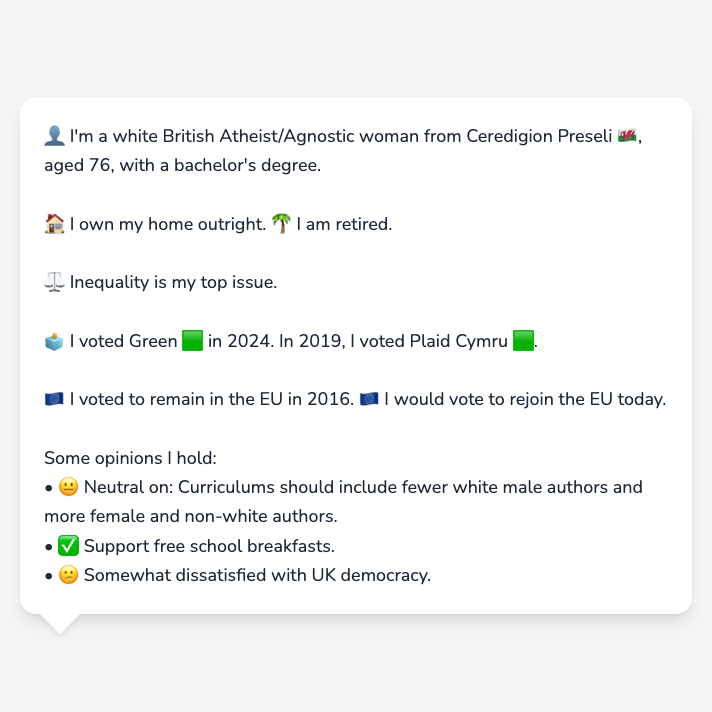 👤 I'm a white British Atheist/Agnostic woman from Ceredigion Preseli 🏴󠁧󠁢󠁷󠁬󠁳󠁿,
aged 76, with a bachelor's degree.
🏠 I own my home outright. 🌴 I am retired.
⚖️ Inequality is my top issue.
🗳️ I voted Green 🟩 in 2024. In 2019, I voted Plaid Cymru 🟩.
🇪🇺 I voted to remain in the EU in 2016. 🇪🇺 I would vote to rejoin the EU today.
Some opinions I hold:
• 😐 Neutral on: Curriculums should include fewer white male authors and
more female and non-white authors.
• ✅ Support free school breakfasts.
• 😕 Somewhat dissatisfied with UK democracy.